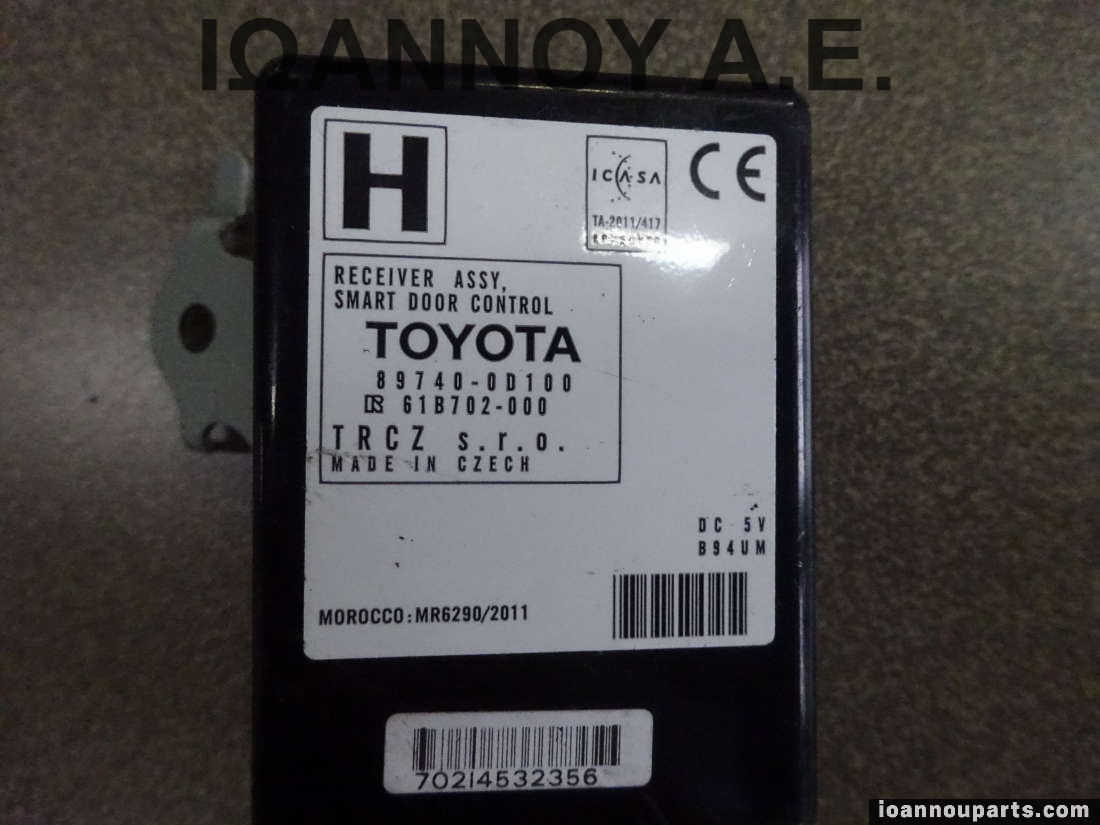 ΙΩΑΝΝΟΥ Α.Ε.
H
ICASA
TA-2011/417
CE
RECEIVER ASSY,
SMART DOOR CONTROL
TOYOTA
89740-0D100
61B702-000
TRCZ s.r.o.
MADE IN CZECH
DC 5V
B94UM
MOROCCO:MR6290/2011
70214532356
ioannouparts.com